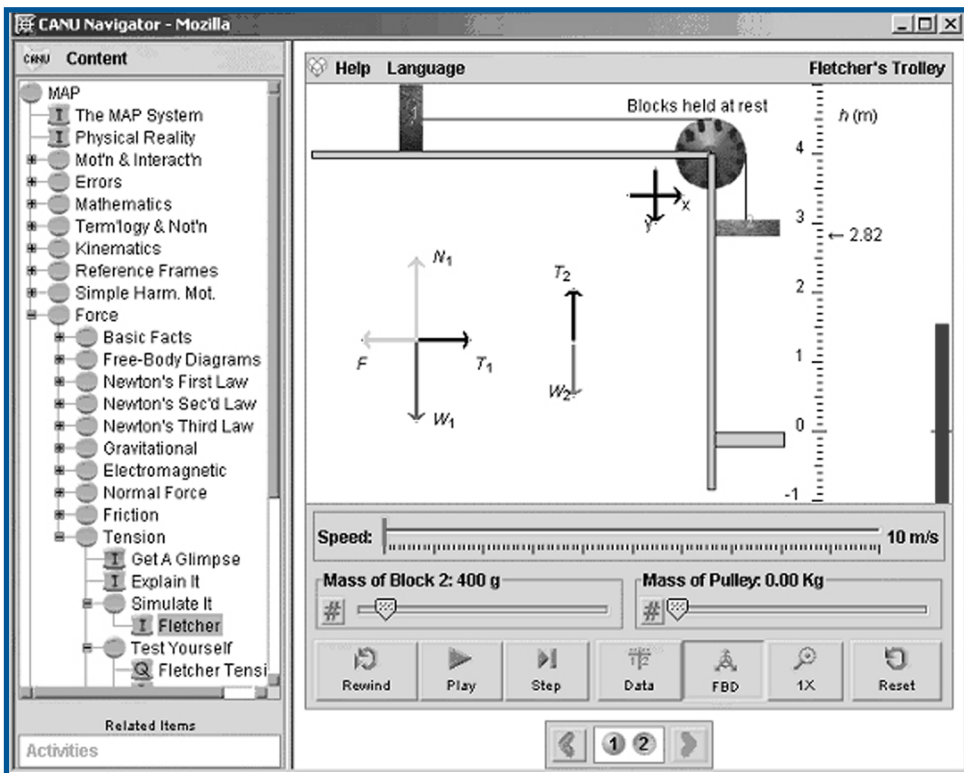 CANU Navigator - Mozilla
CANU Content
MAP
The MAP System
Physical Reality
Mot'n & Interact'n
Errors
Mathematics
Term'logy & Not'n
Kinematics
Reference Frames
Simple Harm. Mot.
Force
Basic Facts
Free-Body Diagrams
Newton's First Law
Newton's Sec'd Law
Newton's Third Law
Gravitational
Electromagnetic
Normal Force
Friction
Tension
Get A Glimpse
Explain It
Simulate It
Fletcher
Test Yourself
Fletcher Tensi
Related Items
Activities
Help Language Fletcher's Trolley
Blocks held at rest
h (m)
4
3
← 2.82
2
1
0
-1
x
y
N1
F
T1
W1
T2
W2
Speed: 10 m/s
Mass of Block 2: 400 g
Mass of Pulley: 0.00 Kg
# #
Rewind Play Step Data FBD 1X Reset
1 2